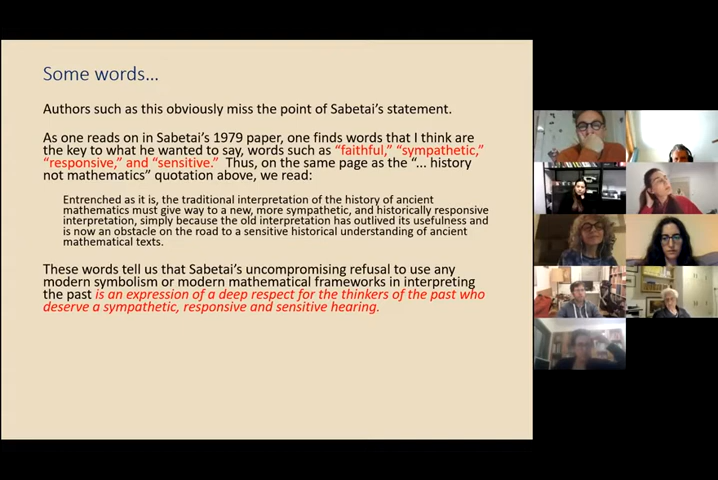 Some words...
Authors such as this obviously miss the point of Sabetai's statement.
As one reads on in Sabetai's 1979 paper, one finds words that I think are
the key to what he wanted to say, words such as "faithful," "sympathetic,"
"responsive," and "sensitive." Thus, on the same page as the "... history
not mathematics" quotation above, we read:
Entrenched as it is, the traditional interpretation of the history of ancient
mathematics must give way to a new, more sympathetic, and historically responsive
interpretation, simply because the old interpretation has outlived its usefulness and
is now an obstacle on the road to a sensitive historical understanding of ancient
mathematical texts.
These words tell us that Sabetai's uncompromising refusal to use any
modern symbolism or modern mathematical frameworks in interpreting
the past is an expression of a deep respect for the thinkers of the past who
deserve a sympathetic, responsive and sensitive hearing.